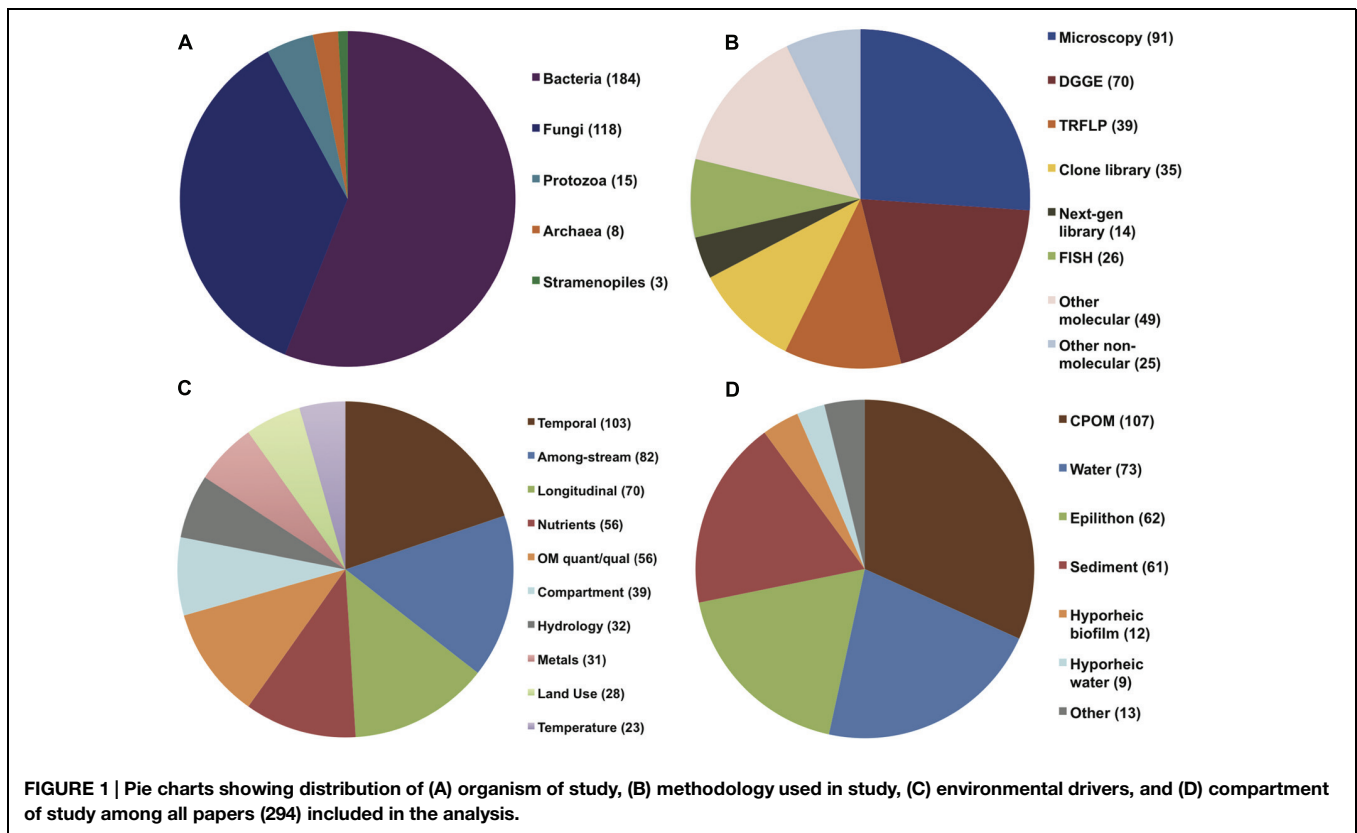 A
Bacteria (184)
Fungi (118)
Protozoa (15)
Archaea (8)
Stramenopiles (3)
B
Microscopy (91)
DGGE (70)
TRFLP (39)
Clone library (35)
Next-gen
library (14)
FISH (26)
Other
molecular (49)
Other non-
molecular (25)
C
Temporal (103)
Among-stream (82)
Longitudinal (70)
Nutrients (56)
OM quant/qual (56)
Compartment (39)
Hydrology (32)
Metals (31)
Land Use (28)
Temperature (23)
D
CPOM (107)
Water (73)
Epilithon (62)
Sediment (61)
Hyporheic
biofilm (12)
Hyporheic
water (9)
Other (13)
FIGURE 1 | Pie charts showing distribution of (A) organism of study, (B) methodology used in study, (C) environmental drivers, and (D) compartment
of study among all papers (294) included in the analysis.